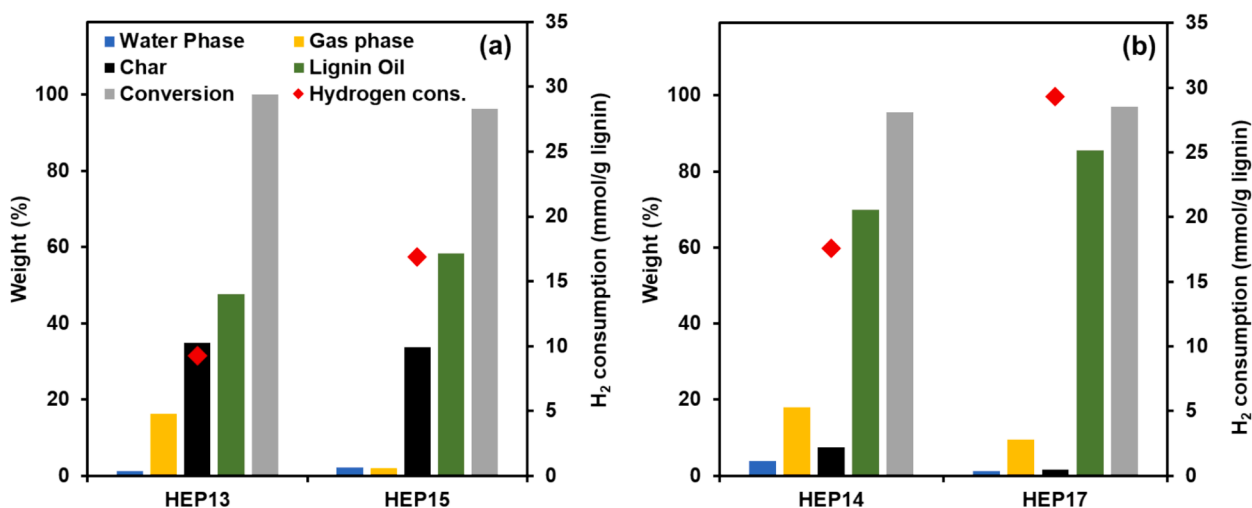 (a)
Water Phase
Gas phase
Char
Lignin Oil
Conversion
Hydrogen cons.
Weight (%)
100
80
60
40
20
0
35
30
25
20
15
10
5
0
H₂ consumption (mmol/g lignin)
HEP13
HEP15
(b)
Weight (%)
100
80
60
40
20
0
35
30
25
20
15
10
5
0
H₂ consumption (mmol/g lignin)
HEP14
HEP17